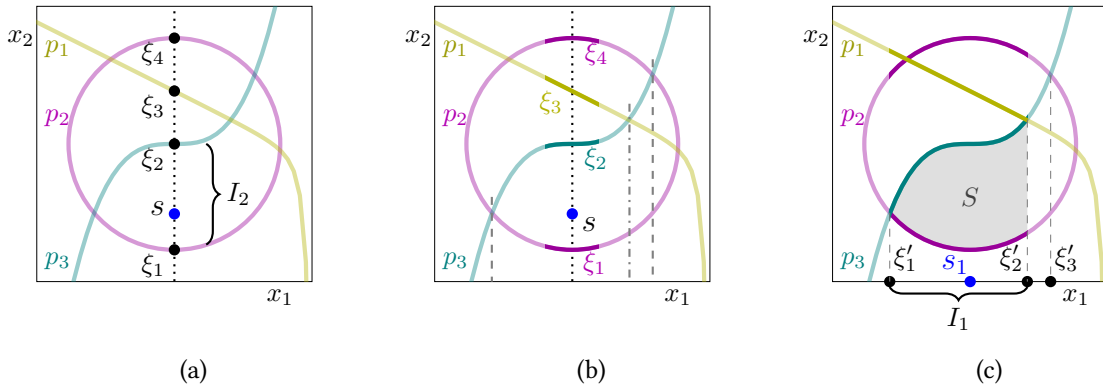 x₂
p₁
ξ₄
ξ₃
p₂
ξ₂
I₂
s
p₃
ξ₁
x₁
(a)
x₂
p₁
ξ₄
ξ₃
p₂
ξ₂
s
p₃
ξ₁
x₁
(b)
x₂
p₁
p₂
S
p₃
ξ′₁
s₁
ξ′₂
ξ′₃
x₁
I₁
(c)